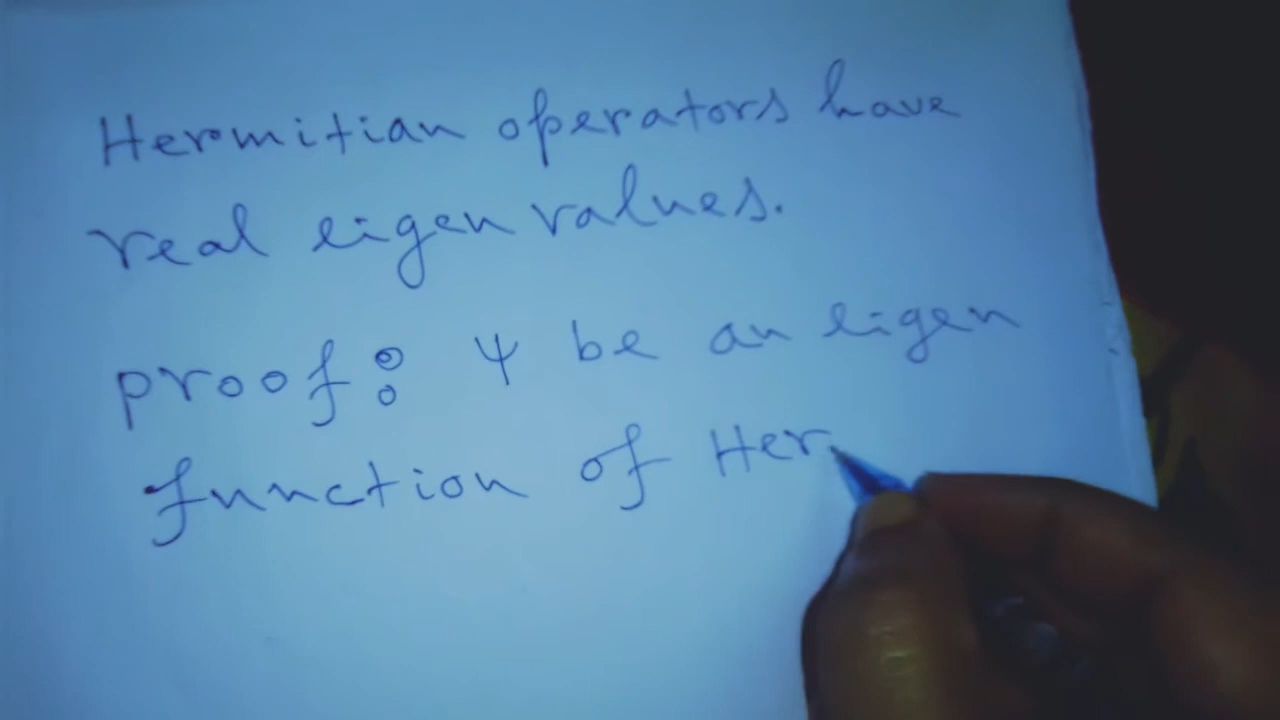 Hermitian operators have
real eigen values.
proof: ψ be an eigen
function of Her